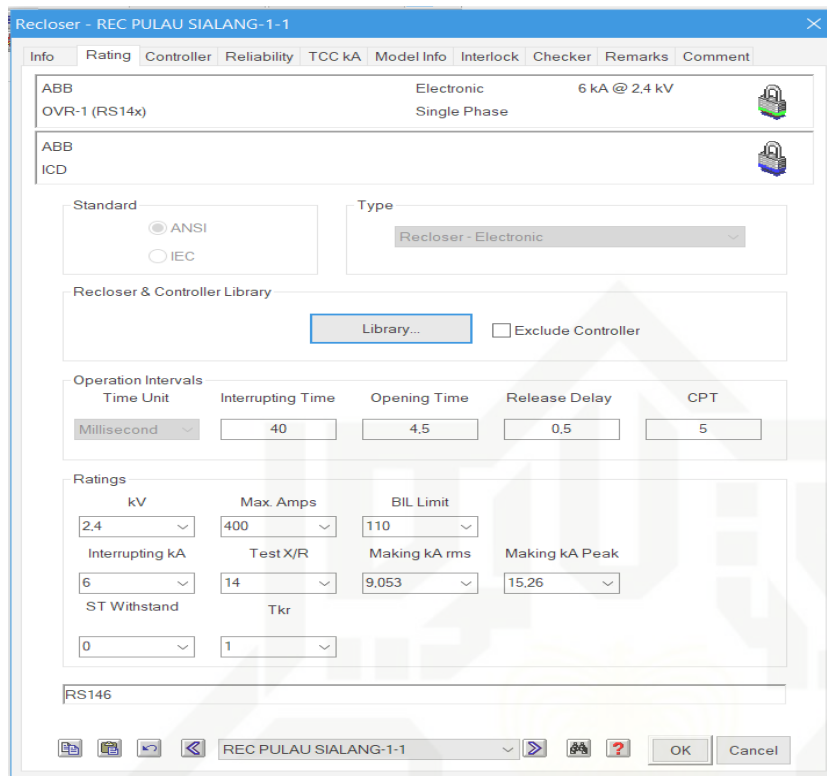 Recloser - REC PULAU SIALANG-1-1
Info Rating Controller Reliability TCC kA Model Info Interlock Checker Remarks Comment
ABB Electronic 6 kA @ 2,4 kV
OVR-1 (RS14x) Single Phase
ABB
ICD
Standard Type
ANSI
Recloser - Electronic
IEC
Recloser & Controller Library
Library... Exclude Controller
Operation Intervals
Time Unit Interrupting Time Opening Time Release Delay CPT
Millisecond 40 4,5 0,5 5
Ratings
kV Max. Amps BIL Limit
2,4 400 110
Interrupting kA Test X/R Making kA rms Making kA Peak
6 14 9,053 15,26
ST Withstand Tkr
0 1
RS146
REC PULAU SIALANG-1-1 OK Cancel